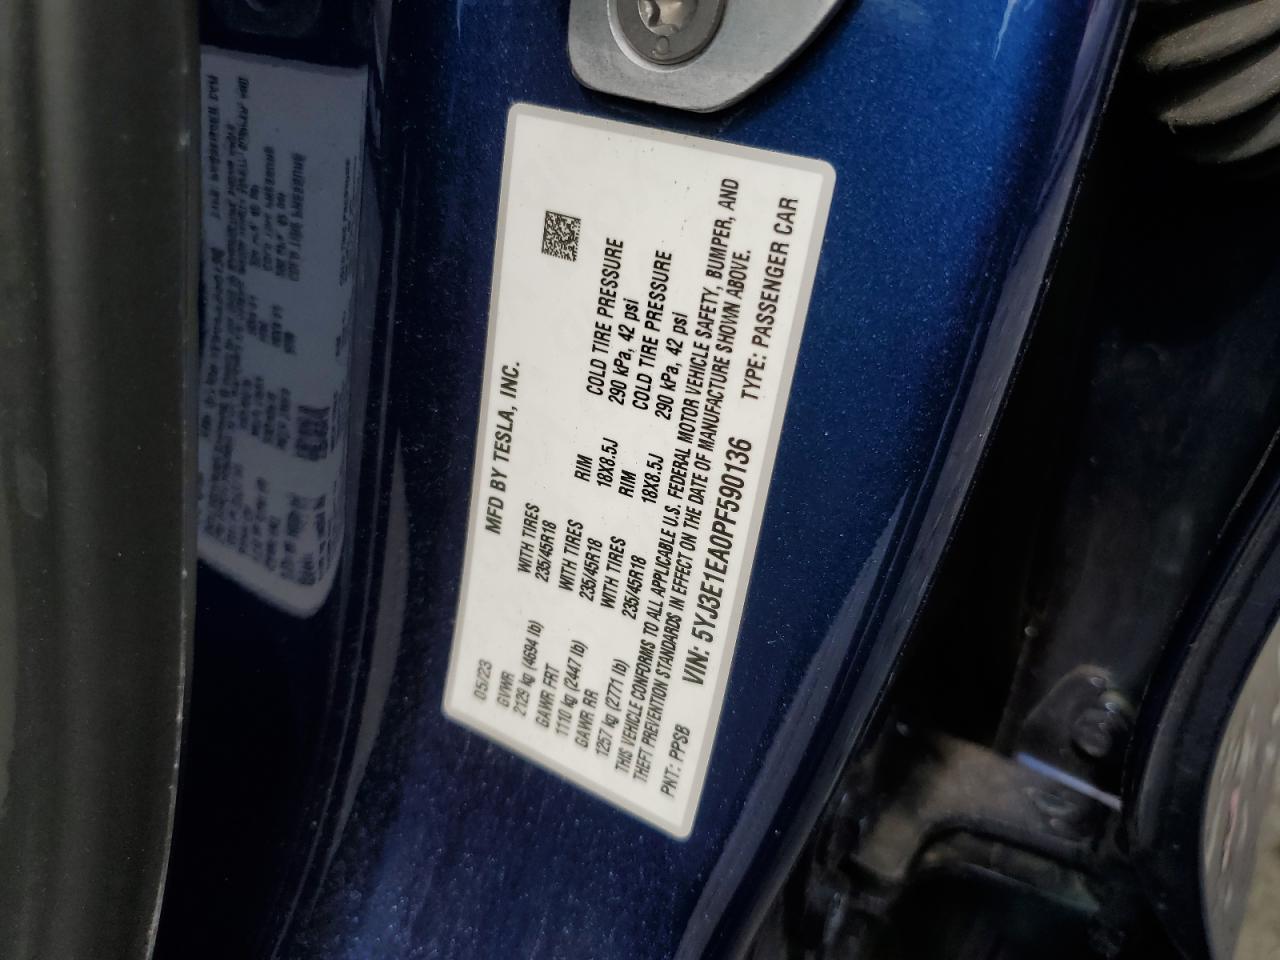 MFD BY TESLA, INC.
05/23
GVWR WITH TIRES RIM COLD TIRE PRESSURE
2129 kg (4694 lb) 235/45R18
GAWR FRT WITH TIRES RIM COLD TIRE PRESSURE
1110 kg (2447 lb) 235/45R18 18X8.5J 290 kPa, 42 psi
GAWR RR WITH TIRES
1257 kg (2771 lb) 235/45R18 18X8.5J 290 kPa, 42 psi
THIS VEHICLE CONFORMS TO ALL APPLICABLE U.S. FEDERAL MOTOR VEHICLE SAFETY, BUMPER, AND
THEFT PREVENTION STANDARDS IN EFFECT ON THE DATE OF MANUFACTURE SHOWN ABOVE.
PNT: PPSB VIN: 5YJ3E1EA0PF590136 TYPE: PASSENGER CAR